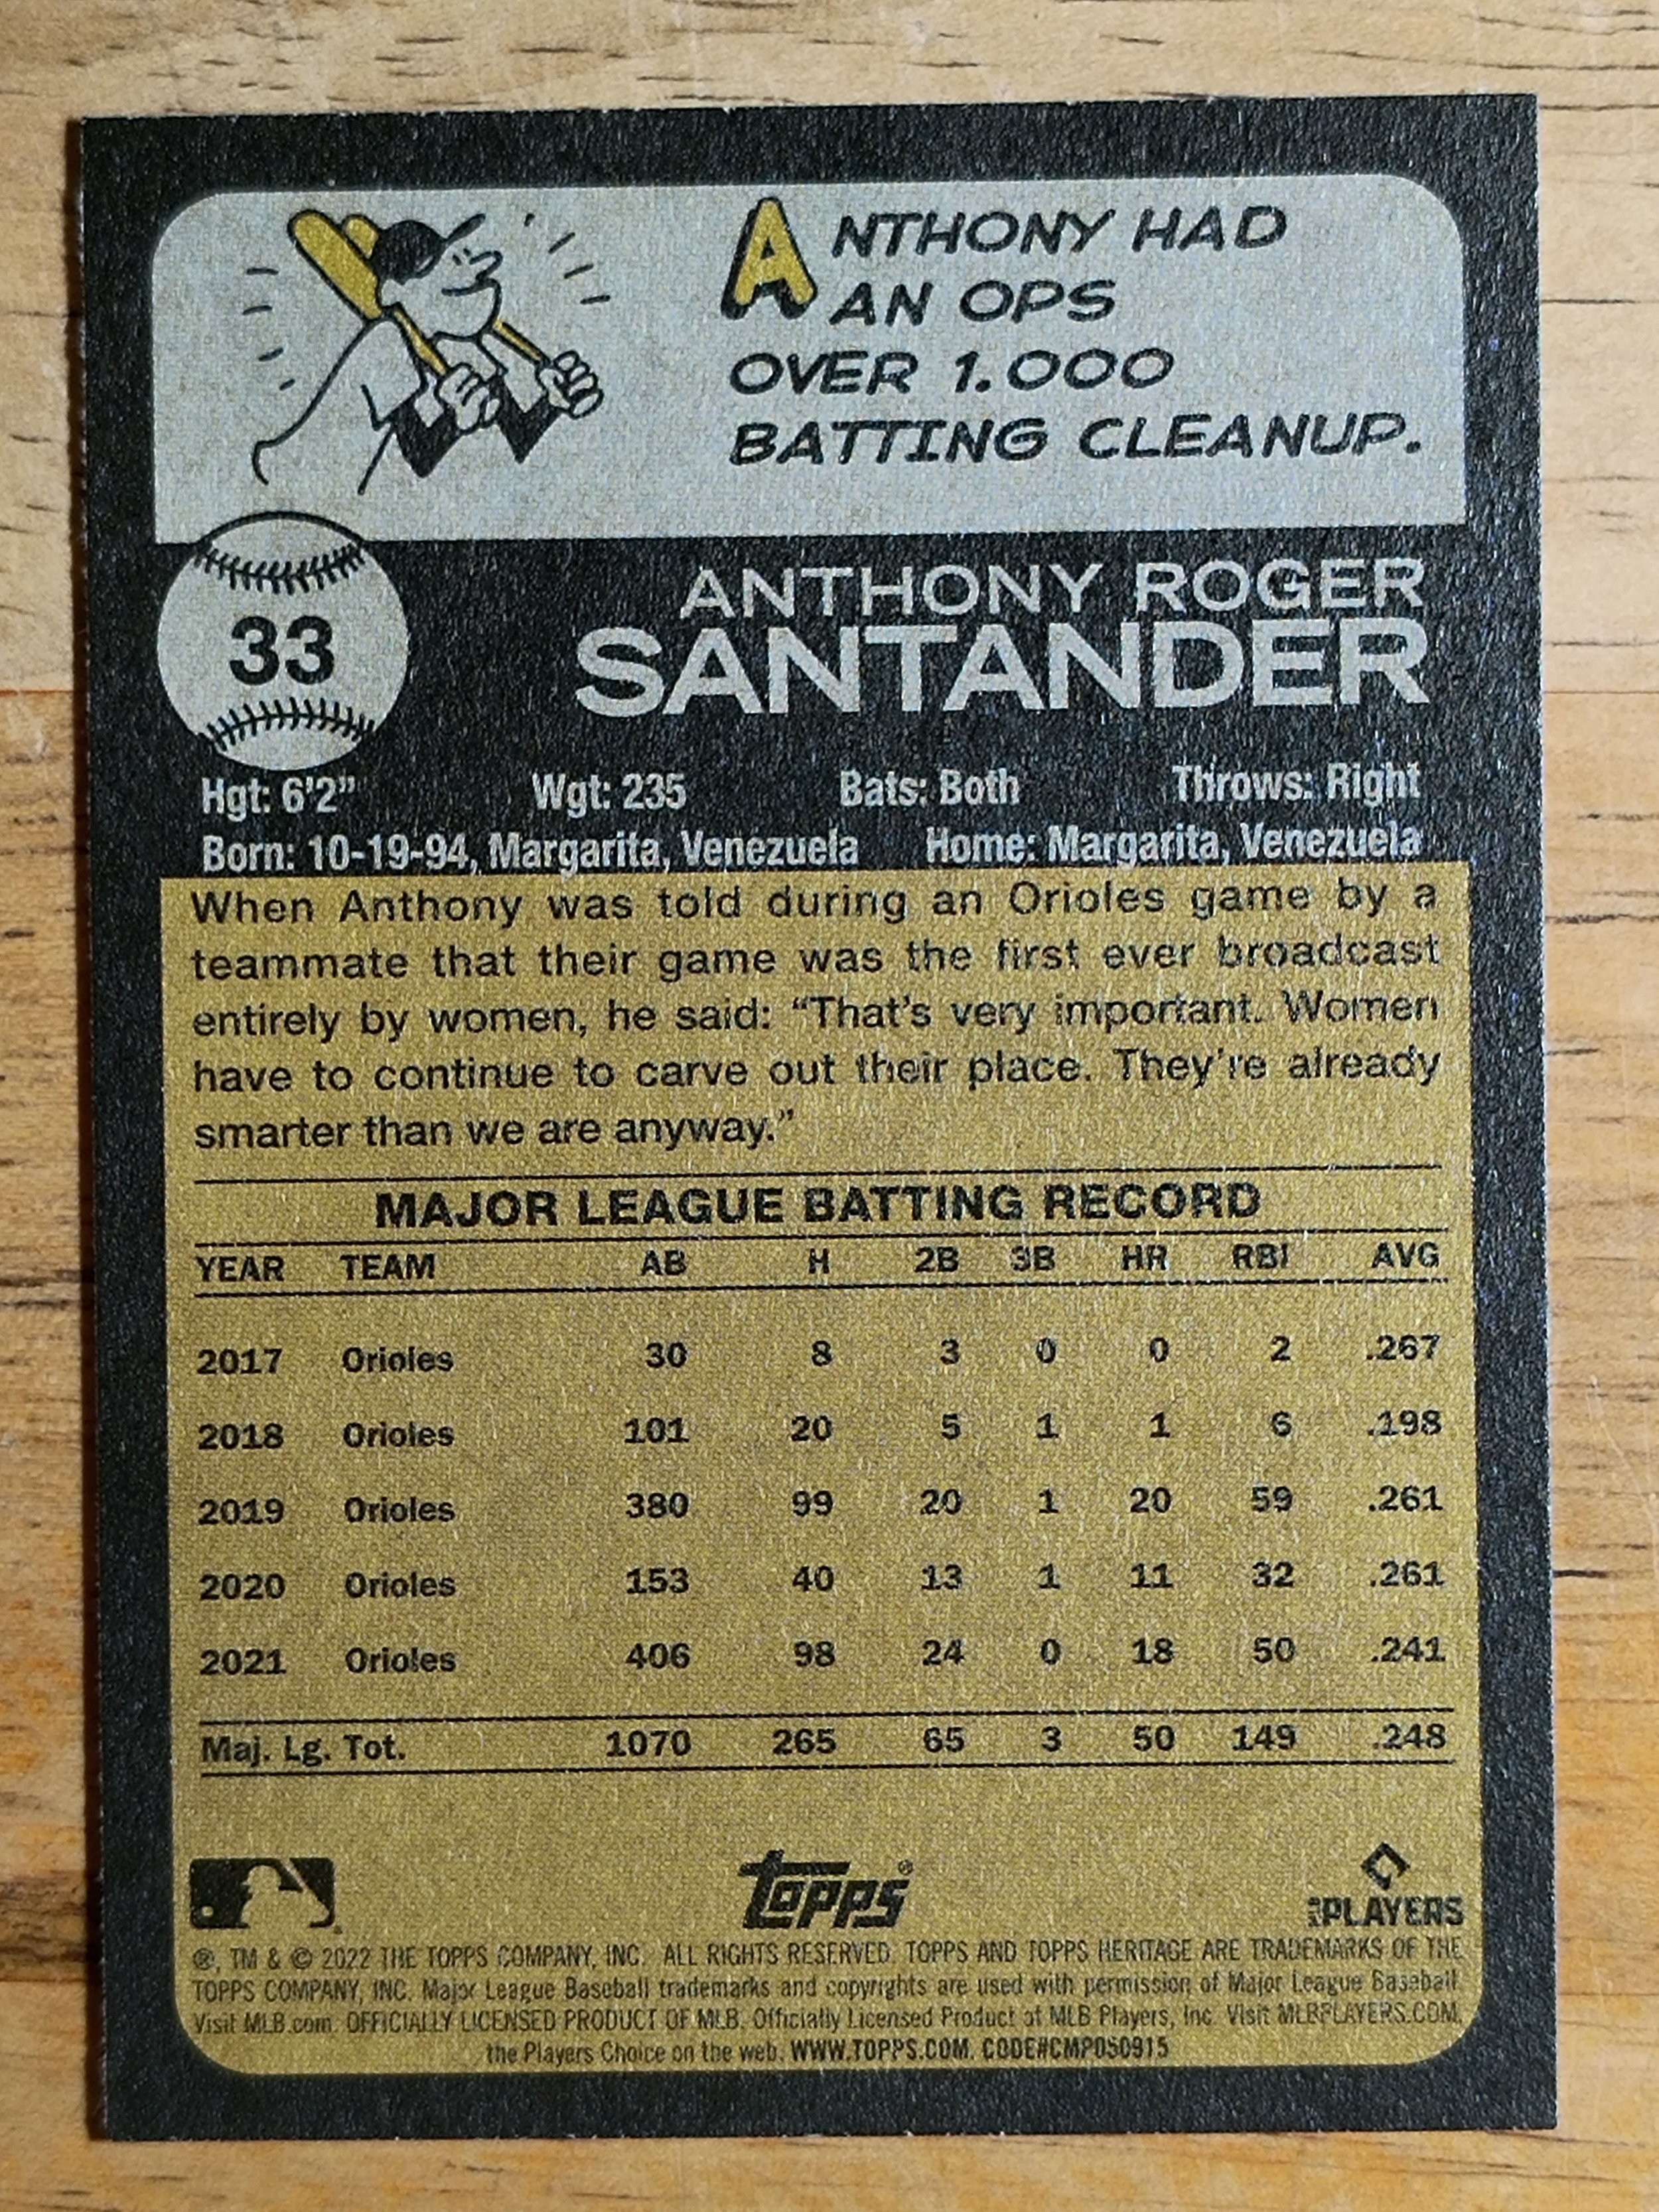 ANTHONY HAD
AN OPS
OVER 1.000
BATTING CLEANUP.
33
ANTHONY ROGER
SANTANDER
Hgt: 6'2" Wgt: 235 Bats: Both Throws: Right
Born: 10-19-94, Margarita, Venezuela Home: Margarita, Venezuela
When Anthony was told during an Orioles game by a
teammate that their game was the first ever broadcast
entirely by women, he said: “That’s very important. Women
have to continue to carve out their place. They’re already
smarter than we are anyway.”
MAJOR LEAGUE BATTING RECORD
YEAR TEAM AB H 2B 3B HR RBI AVG
2017 Orioles 30 8 3 0 0 2 .267
2018 Orioles 101 20 5 1 1 6 .198
2019 Orioles 380 99 20 1 20 59 .261
2020 Orioles 153 40 13 1 11 32 .261
2021 Orioles 406 98 24 0 18 50 .241
Maj. Lg. Tot. 1070 265 65 3 50 149 .248
topps®
PLAYERS
®, TM & © 2022 THE TOPPS COMPANY, INC. ALL RIGHTS RESERVED. TOPPS AND TOPPS HERITAGE ARE TRADEMARKS OF THE
TOPPS COMPANY, INC. Major League Baseball trademarks and copyrights are used with permission of Major League Baseball.
Visit MLB.com. OFFICIALLY LICENSED PRODUCT OF MLB. Officially Licensed Product of MLB Players, Inc. Visit MLBPLAYERS.COM,
the Players Choice on the web. WWW.TOPPS.COM. CODE#CMP050915